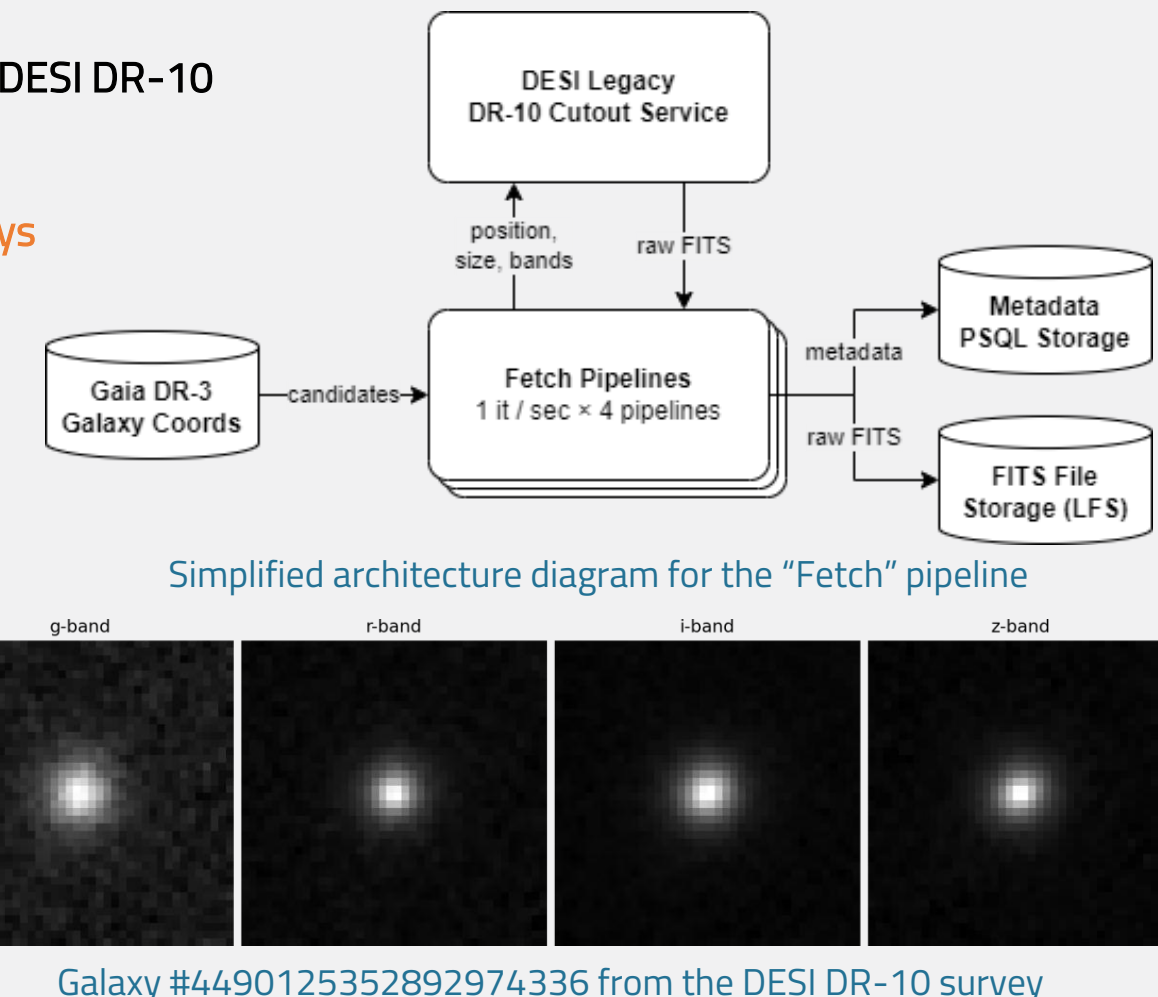 DESI DR-10
DESI Legacy
DR-10 Cutout Service
position,
size, bands
raw FITS
Gaia DR-3
Galaxy Coords
candidates
Fetch Pipelines
1 it / sec × 4 pipelines
metadata
raw FITS
Metadata
PSQL Storage
FITS File
Storage (LFS)
Simplified architecture diagram for the “Fetch” pipeline
g-band
r-band
i-band
z-band
Galaxy #4490125352892974336 from the DESI DR-10 survey